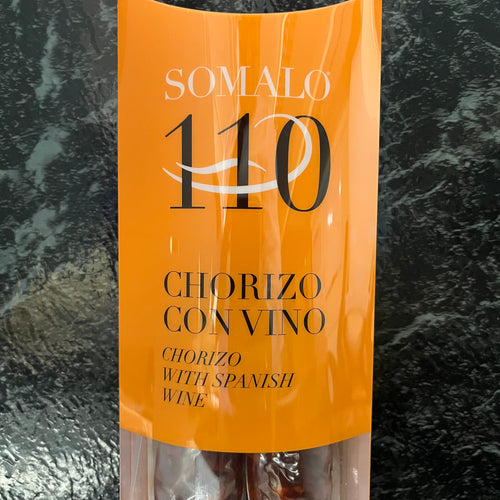 SOMALO
110
CHORIZO
CON VINO
CHORIZO
WITH SPANISH
WINE